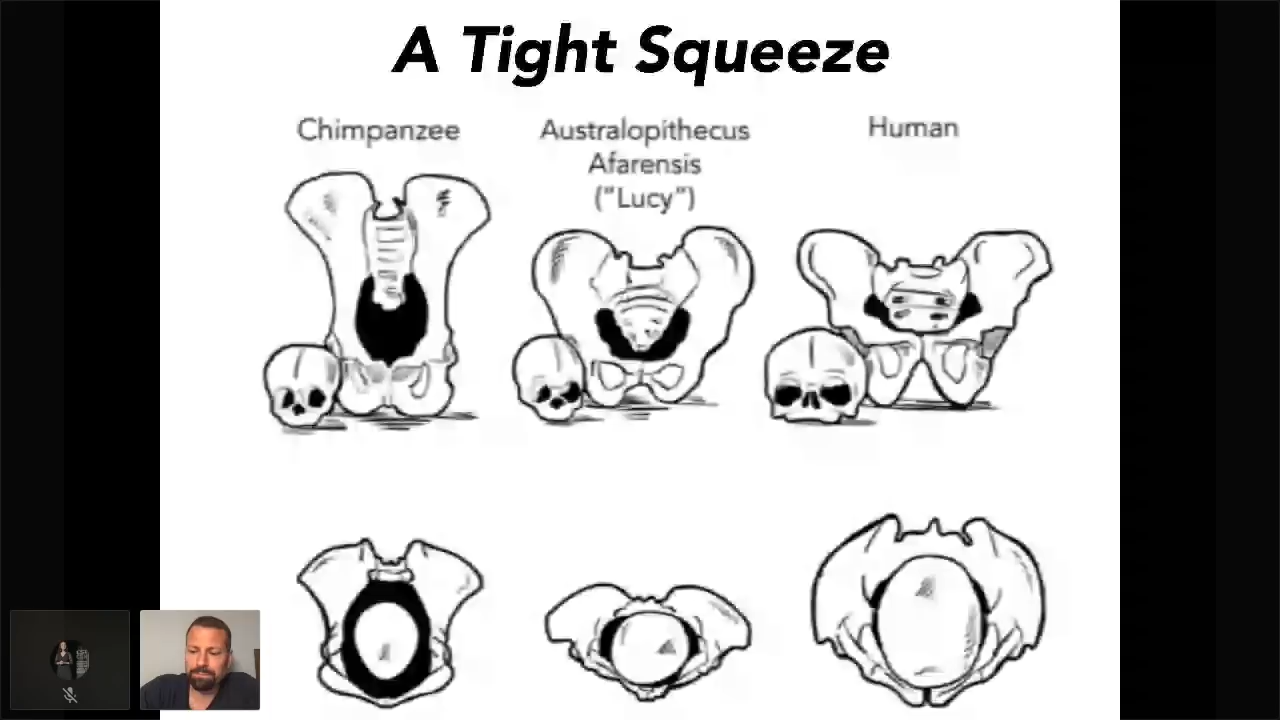 A Tight Squeeze
Chimpanzee
Australopithecus
Afarensis
("Lucy")
Human